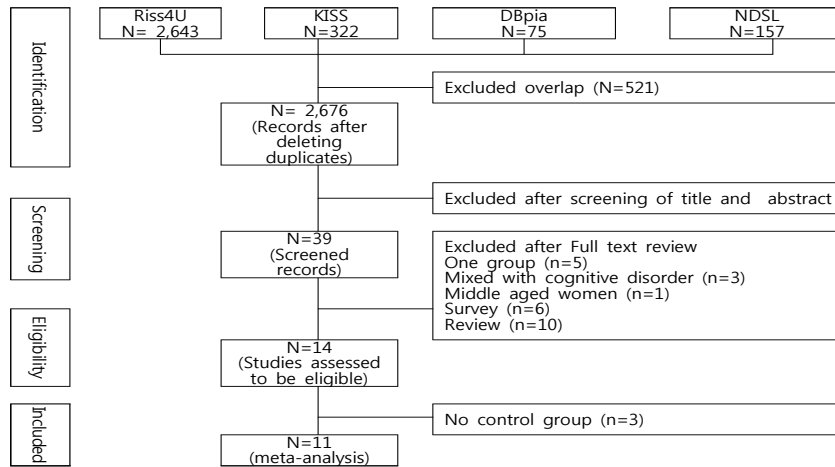 Riss4U
N= 2,643
KISS
N=322
DBpia
N=75
NDSL
N=157
Identification
Excluded overlap (N=521)
N= 2,676
(Records after
deleting
duplicates)
Screening
Excluded after screening of title and abstract
N=39
(Screened
records)
Excluded after Full text review
One group (n=5)
Mixed with cognitive disorder (n=3)
Middle aged women (n=1)
Survey (n=6)
Review (n=10)
Eligibility
N=14
(Studies assessed
to be eligible)
Included
No control group (n=3)
N=11
(meta-analysis)